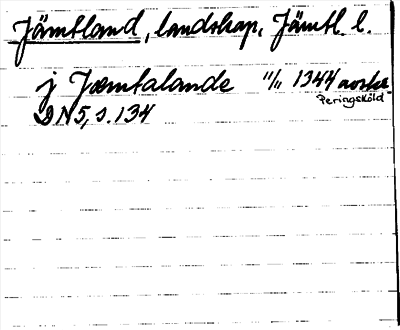 Jämtland, landskap, Jämtl. l.
j Jæmtalande 11/11 1344 avskr.
Peringsköld
DN 5, s. 134